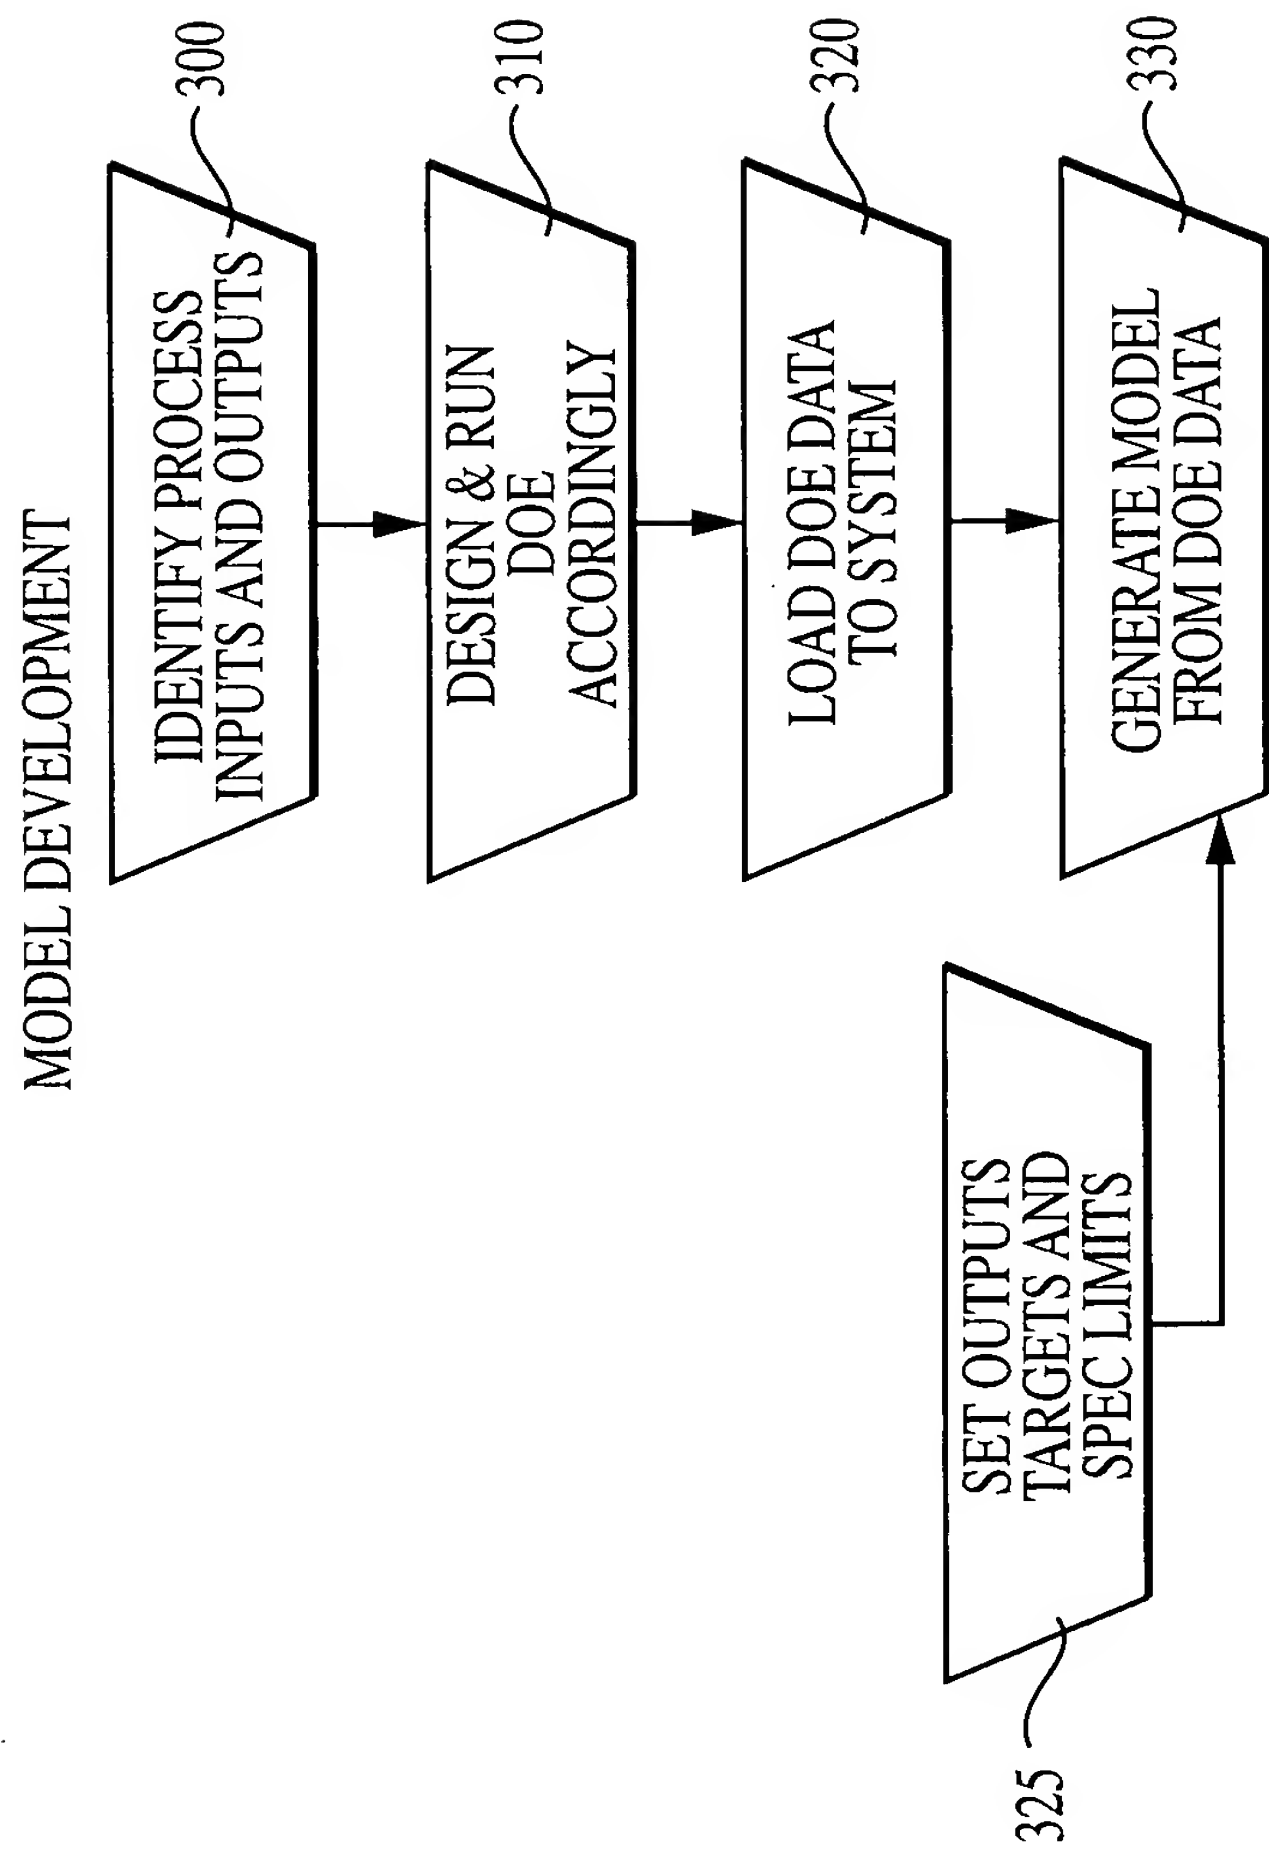 MODEL DEVELOPMENT
300
IDENTIFY PROCESS
INPUTS AND OUTPUTS
310
DESIGN & RUN
DOE
ACCORDINGLY
320
LOAD DOE DATA
TO SYSTEM
325
SET OUTPUTS
TARGETS AND
SPEC LIMITS
330
GENERATE MODEL
FROM DOE DATA